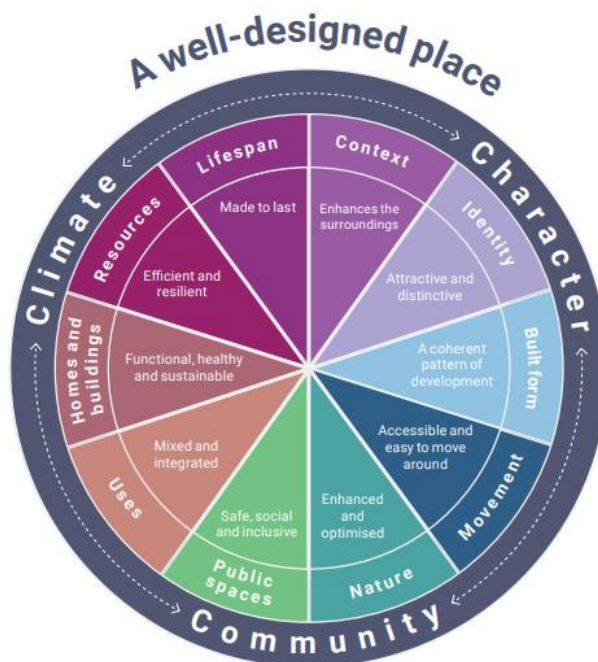 A well-designed place
Climate
Character
Community
Context
Enhances the
surroundings
Identity
Attractive and
distinctive
Built form
A coherent
pattern of
development
Movement
Accessible and
easy to move
around
Nature
Enhanced
and
optimised
Public
spaces
Safe, social
and inclusive
Uses
Mixed and
integrated
Homes and
buildings
Functional, healthy
and sustainable
Resources
Efficient and
resilient
Lifespan
Made to last